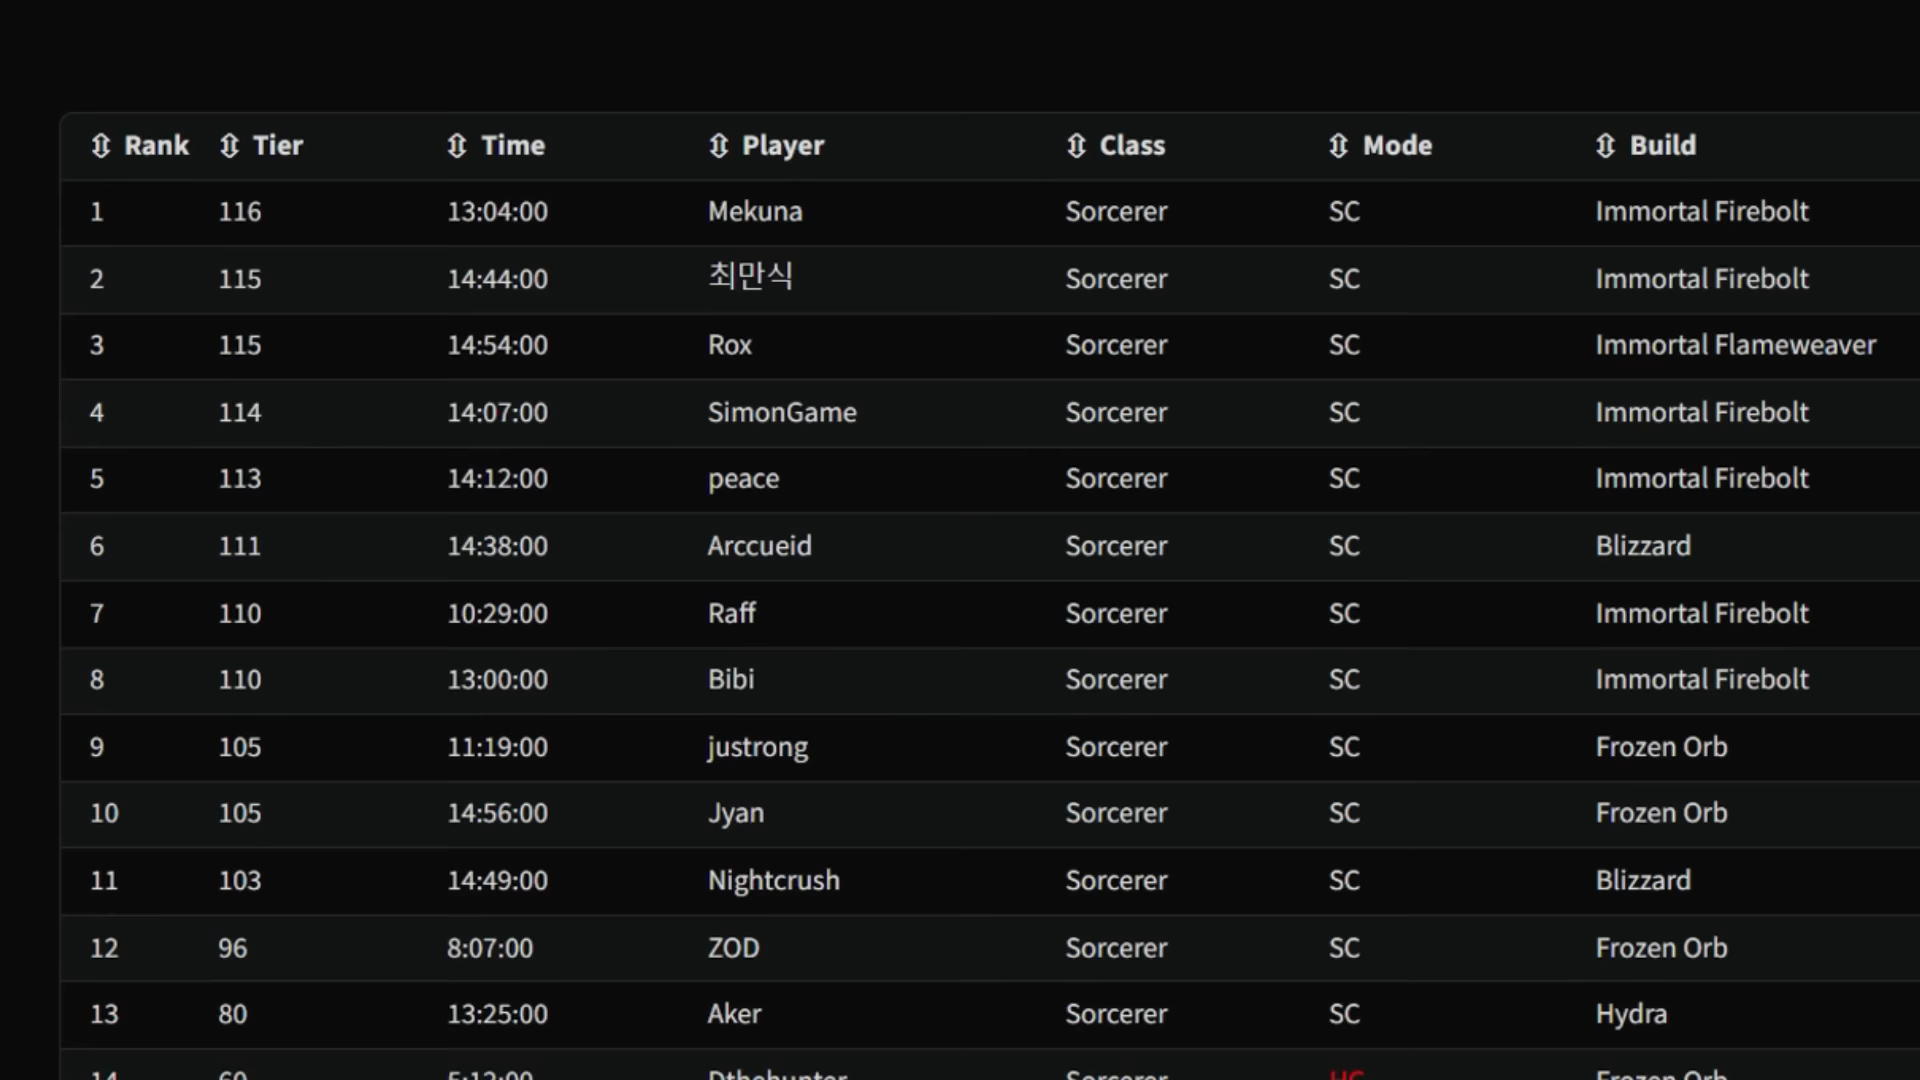 Rank Tier Time Player Class Mode Build
1 116 13:04:00 Mekuna Sorcerer SC Immortal Firebolt
2 115 14:44:00 최만식 Sorcerer SC Immortal Firebolt
3 115 14:54:00 Rox Sorcerer SC Immortal Flameweaver
4 114 14:07:00 SimonGame Sorcerer SC Immortal Firebolt
5 113 14:12:00 peace Sorcerer SC Immortal Firebolt
6 111 14:38:00 Arccueid Sorcerer SC Blizzard
7 110 10:29:00 Raff Sorcerer SC Immortal Firebolt
8 110 13:00:00 Bibi Sorcerer SC Immortal Firebolt
9 105 11:19:00 justrong Sorcerer SC Frozen Orb
10 105 14:56:00 Jyan Sorcerer SC Frozen Orb
11 103 14:49:00 Nightcrush Sorcerer SC Blizzard
12 96 8:07:00 ZOD Sorcerer SC Frozen Orb
13 80 13:25:00 Aker Sorcerer SC Hydra
14 Sorcerer HC Frozen Orb